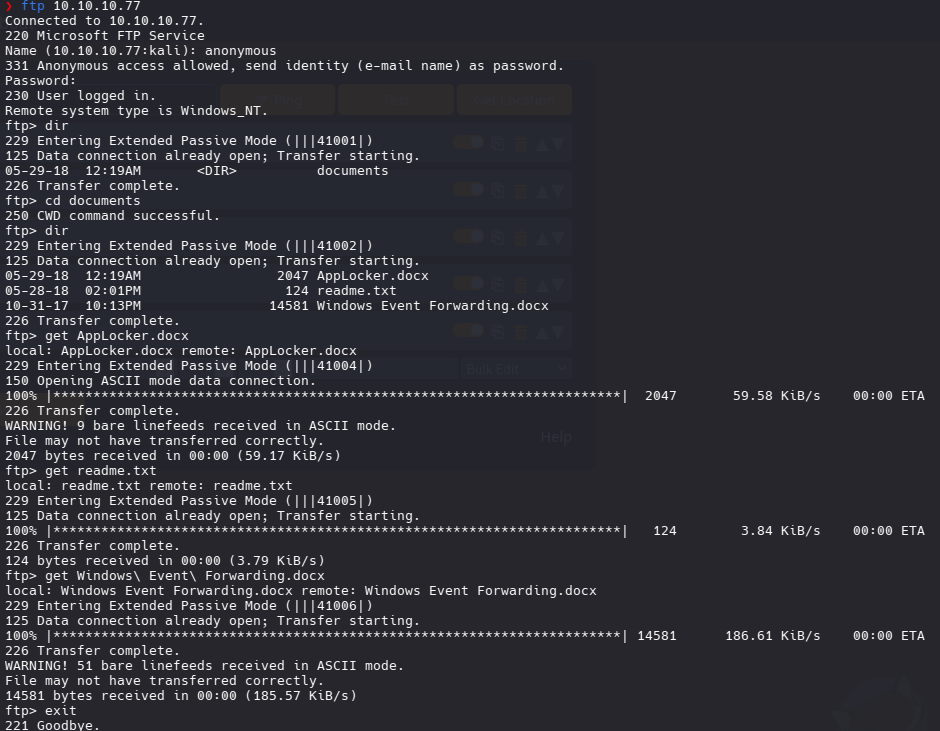 ❯ ftp 10.10.10.77
Connected to 10.10.10.77.
220 Microsoft FTP Service
Name (10.10.10.77:kali): anonymous
331 Anonymous access allowed, send identity (e-mail name) as password.
Password:
230 User logged in.
Remote system type is Windows_NT.
ftp> dir
229 Entering Extended Passive Mode (|||41001|)
125 Data connection already open; Transfer starting.
05-29-18  12:19AM       <DIR>          documents
226 Transfer complete.
ftp> cd documents
250 CWD command successful.
ftp> dir
229 Entering Extended Passive Mode (|||41002|)
125 Data connection already open; Transfer starting.
05-29-18  12:19AM                 2047 AppLocker.docx
05-28-18  02:01PM                  124 readme.txt
10-31-17  10:13PM                14581 Windows Event Forwarding.docx
226 Transfer complete.
ftp> get AppLocker.docx
local: AppLocker.docx remote: AppLocker.docx
229 Entering Extended Passive Mode (|||41004|)
150 Opening ASCII mode data connection.
100% |***********************************************************************|  2047       59.58 KiB/s    00:00 ETA
226 Transfer complete.
WARNING! 9 bare linefeeds received in ASCII mode.
File may not have transferred correctly.
2047 bytes received in 00:00 (59.17 KiB/s)
ftp> get readme.txt
local: readme.txt remote: readme.txt
229 Entering Extended Passive Mode (|||41005|)
125 Data connection already open; Transfer starting.
100% |***********************************************************************|   124        3.84 KiB/s    00:00 ETA
226 Transfer complete.
124 bytes received in 00:00 (3.79 KiB/s)
ftp> get Windows\ Event\ Forwarding.docx
local: Windows Event Forwarding.docx remote: Windows Event Forwarding.docx
229 Entering Extended Passive Mode (|||41006|)
125 Data connection already open; Transfer starting.
100% |***********************************************************************| 14581      186.61 KiB/s    00:00 ETA
226 Transfer complete.
WARNING! 51 bare linefeeds received in ASCII mode.
File may not have transferred correctly.
14581 bytes received in 00:00 (185.57 KiB/s)
ftp> exit
221 Goodbye.
Bulk Edit
Help